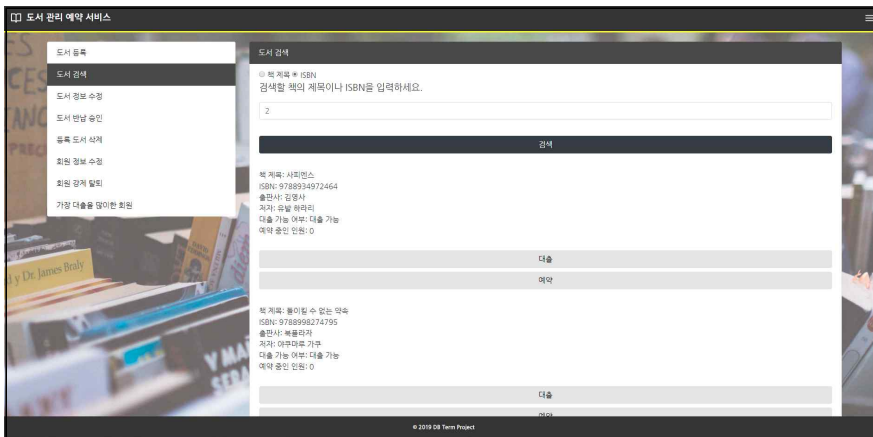 도서 관리 예약 서비스
도서 등록
도서 검색
도서 정보 수정
도서 반납 승인
등록 도서 삭제
회원 정보 수정
회원 강제 탈퇴
가장 대출을 많이한 회원
도서 검색
책 제목 ISBN
검색할 책의 제목이나 ISBN을 입력하세요.
2
검색
책 제목: 사피엔스
ISBN: 9788934972464
출판사: 김영사
저자: 유발 하라리
대출 가능 여부: 대출 가능
예약 중인 인원: 0
대출
예약
책 제목: 돌이킬 수 없는 약속
ISBN: 9788998274795
출판사: 북플라자
저자: 야쿠마루 가쿠
대출 가능 여부: 대출 가능
예약 중인 인원: 0
대출
예약
© 2019 DB Term Project
d y Dr. James Braly